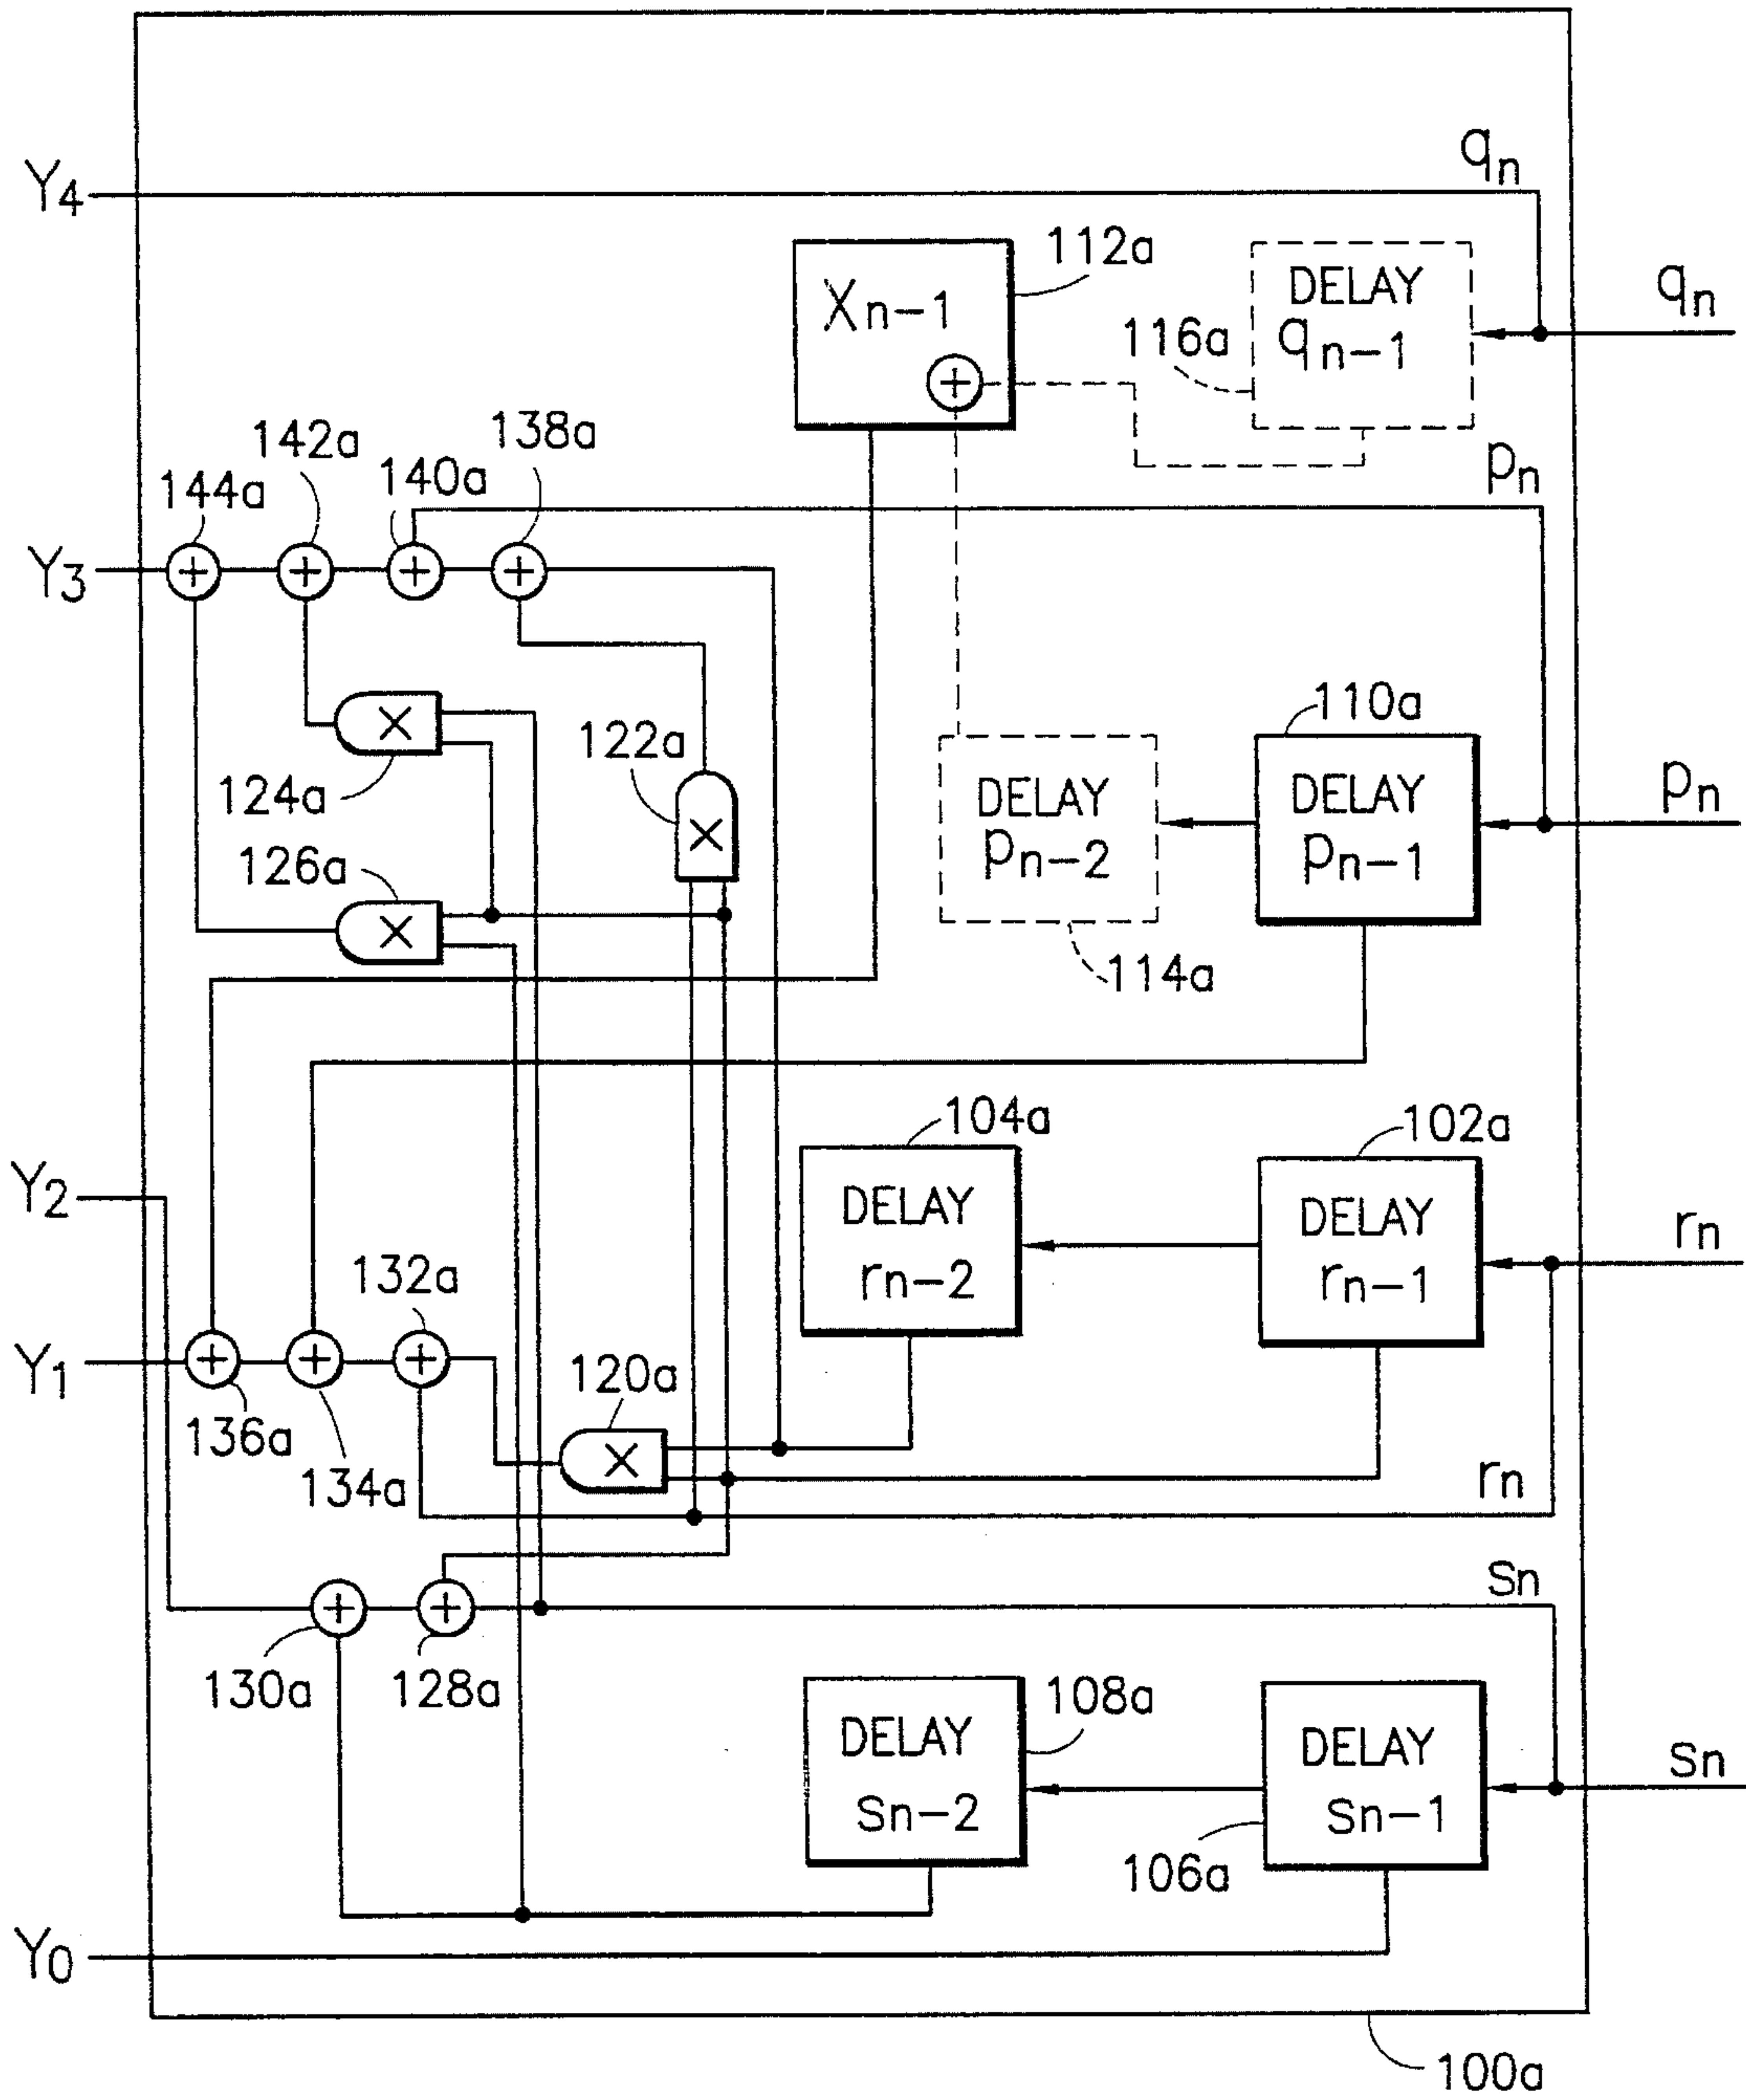 qn
Y4
112a
Xn-1
+
DELAY
qn-1
116a
qn
138a
142a
140a
144a
pn
Y3
+
+
+
+
110a
122a
×
124a
×
DELAY
pn-2
DELAY
pn-1
pn
126a
×
114a
104a
102a
Y2
DELAY
rn-2
DELAY
rn-1
rn
132a
Y1
+
+
+
120a
×
136a
134a
rn
sn
+
+
130a
128a
108a
DELAY
sn-2
DELAY
sn-1
sn
106a
Y0
100a